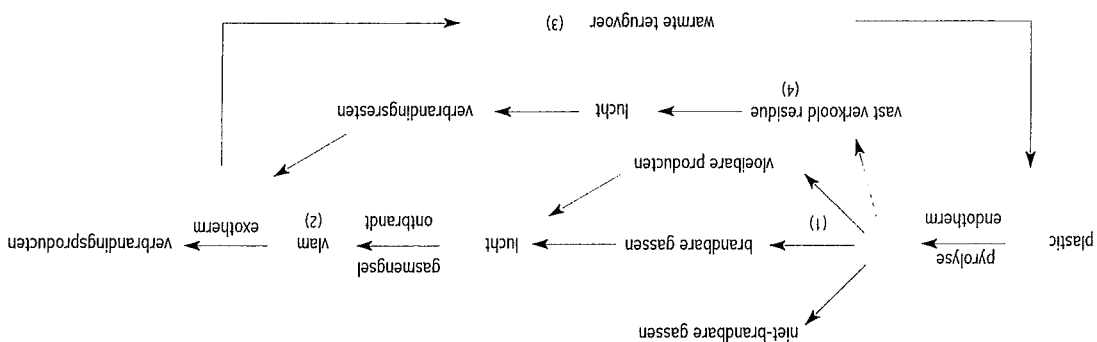 niet-brandbare gassen
plastic
pyrolyse
endotherm
(1)
brandbare gassen
lucht
gasmengsel
ontbrandt
vlam
(2)
exotherm
verbrandingsproducten
vloeibare producten
vast verkoold residue
(4)
lucht
verbrandingsresten
warmte terugvoer (3)